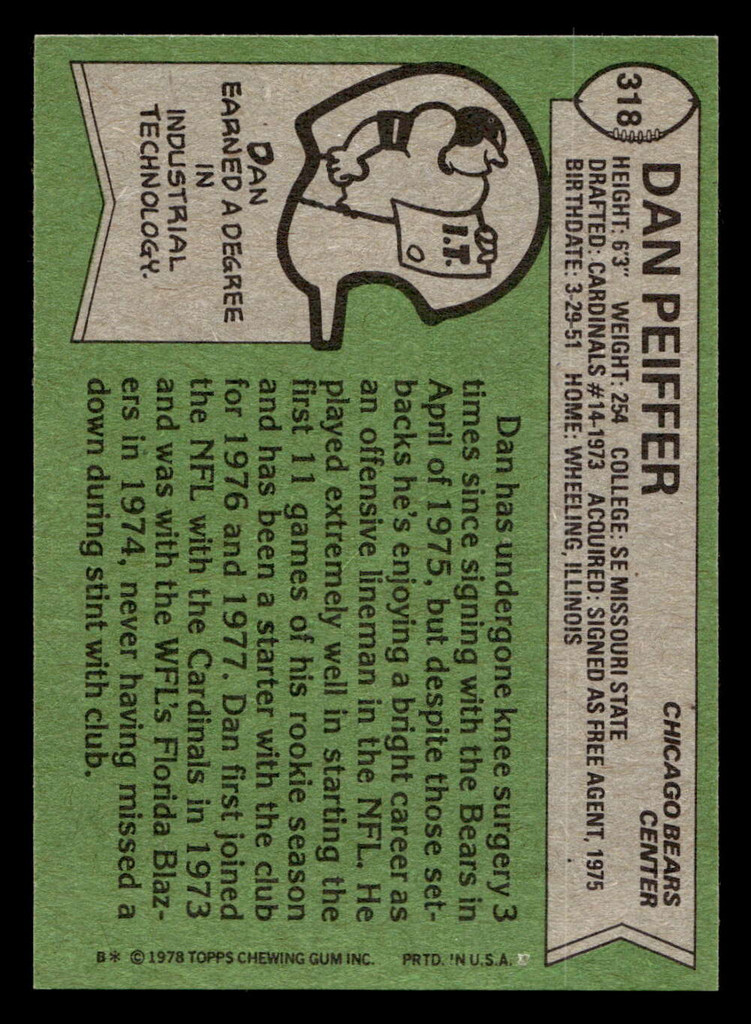 318
DAN PEIFFER
CHICAGO BEARS
CENTER
HEIGHT: 6'3" WEIGHT: 254 COLLEGE: SE MISSOURI STATE
DRAFTED: CARDINALS #14-1973 ACQUIRED: SIGNED AS FREE AGENT, 1975
BIRTHDATE: 3-29-51 HOME: WHEELING, ILLINOIS
I.T.
DAN
EARNED A DEGREE
IN
INDUSTRIAL
TECHNOLOGY.
Dan has undergone knee surgery 3
times since signing with the Bears in
April of 1975, but despite those set-
backs he's enjoying a bright career as
an offensive lineman in the NFL. He
played extremely well in starting the
first 11 games of his rookie season
and has been a starter with the club
for 1976 and 1977. Dan first joined
the NFL with the Cardinals in 1973
and was with the WFL's Florida Blaz-
ers in 1974, never having missed a
down during stint with club.
B* © 1978 TOPPS CHEWING GUM INC. PRTD. IN U.S.A.